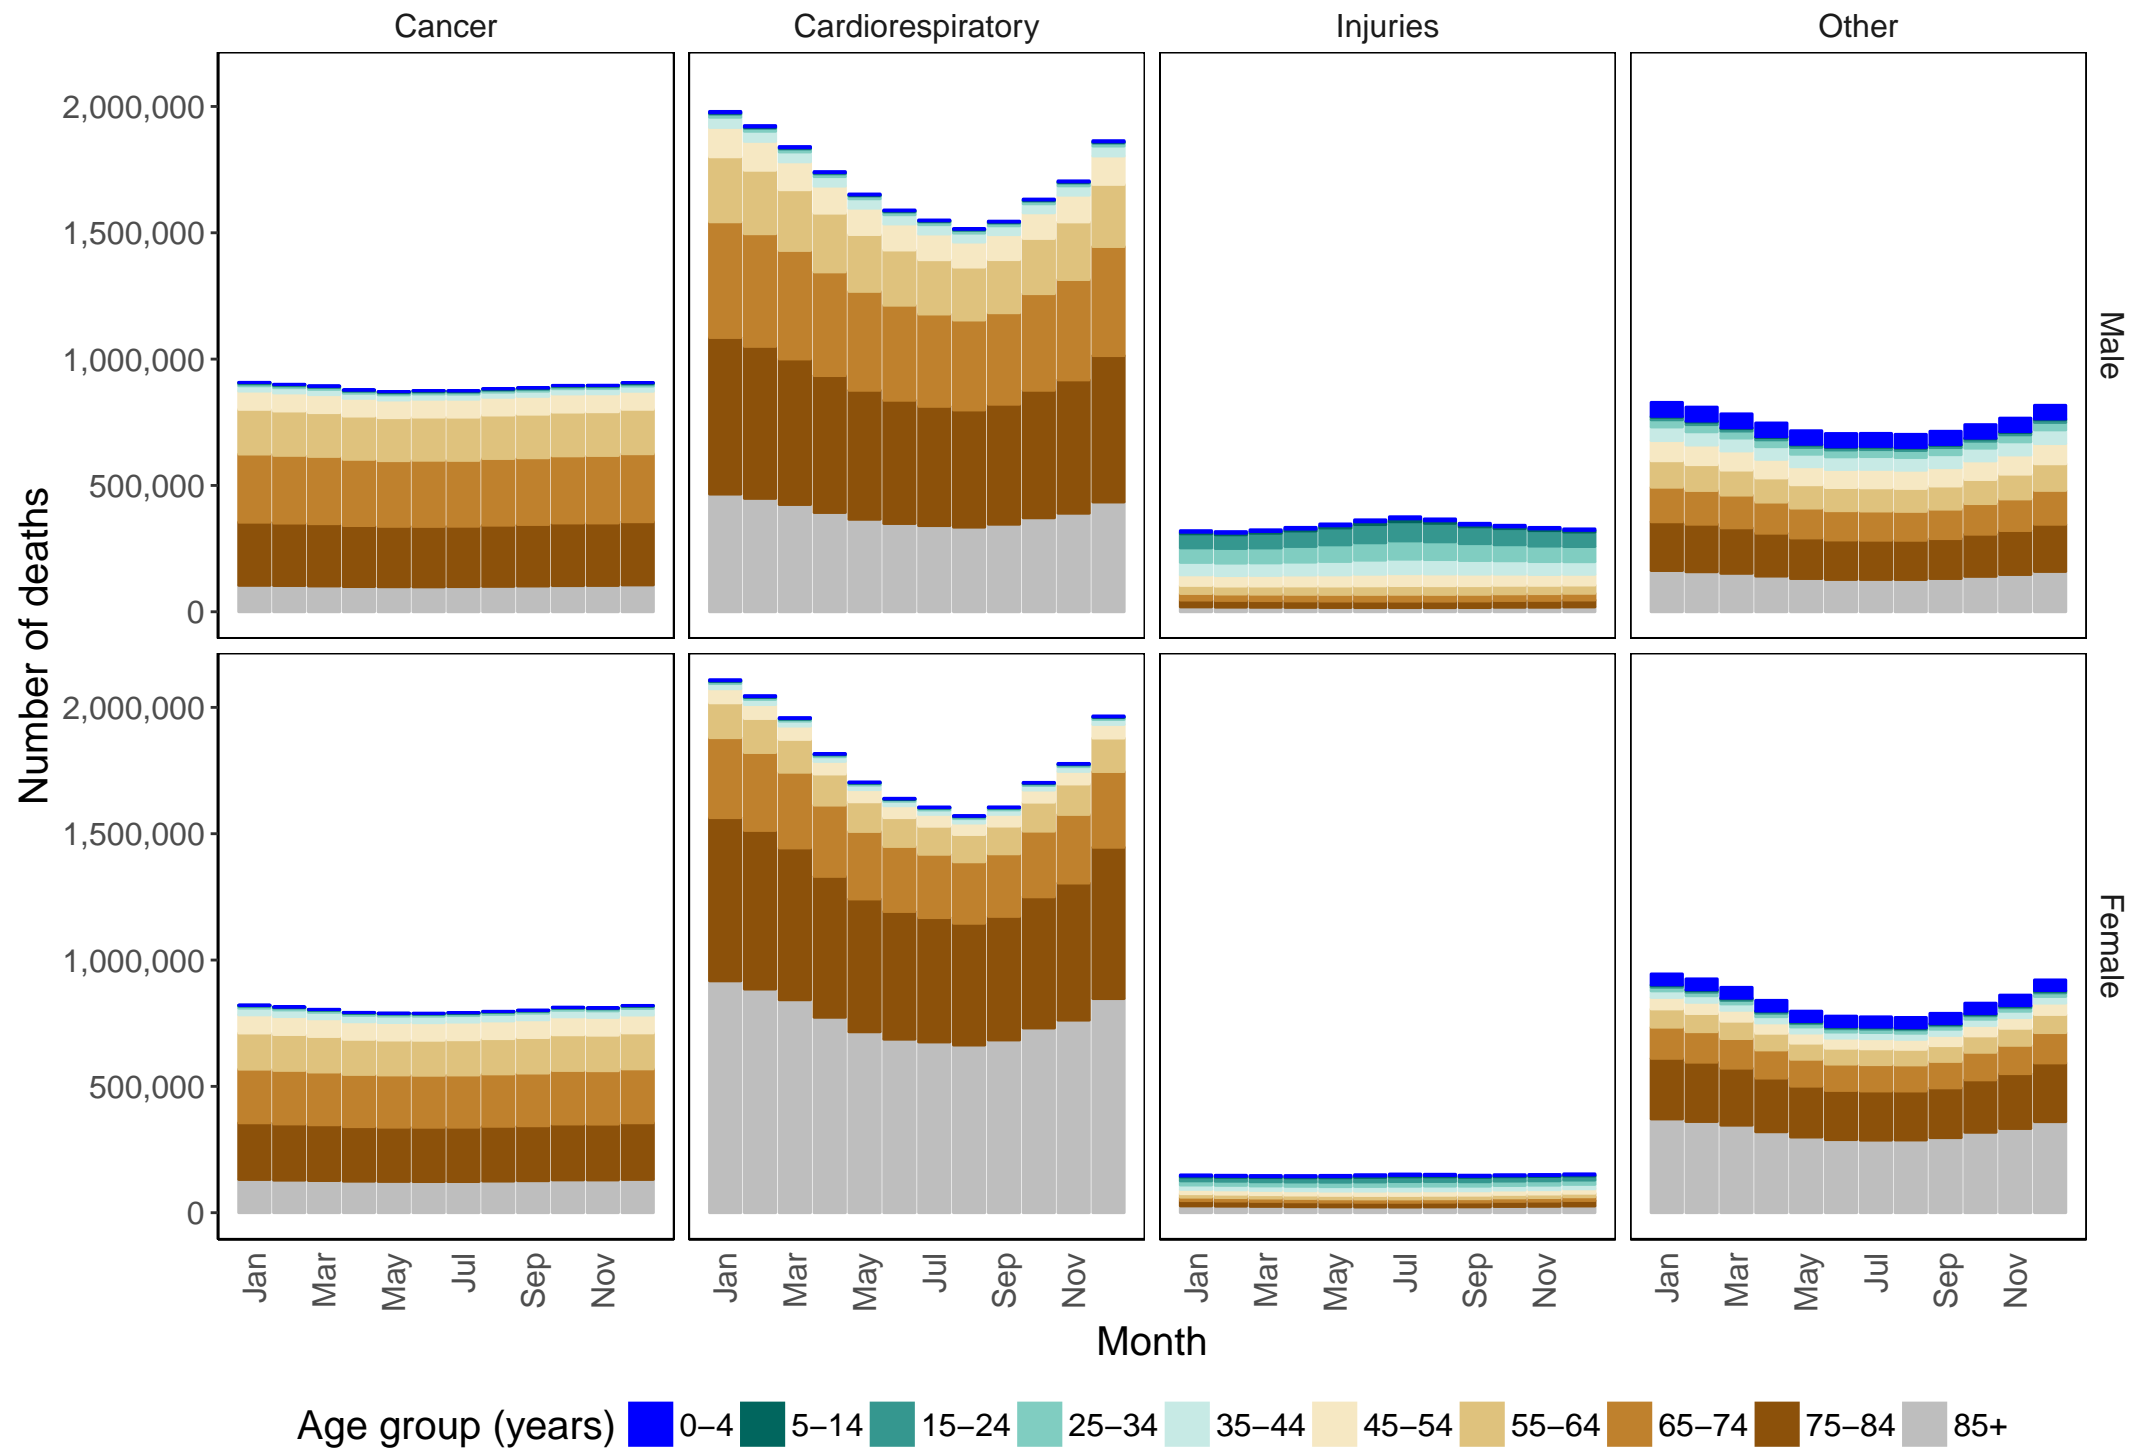 Cancer Cardiorespiratory Injuries Other
Number of deaths
2,000,000
1,500,000
1,000,000
500,000
0
Male
2,000,000
1,500,000
1,000,000
500,000
0
Female
Jan Mar May Jul Sep Nov Jan Mar May Jul Sep Nov Jan Mar May Jul Sep Nov Jan Mar May Jul Sep Nov
Month
Age group (years) 0−4 5−14 15−24 25−34 35−44 45−54 55−64 65−74 75−84 85+